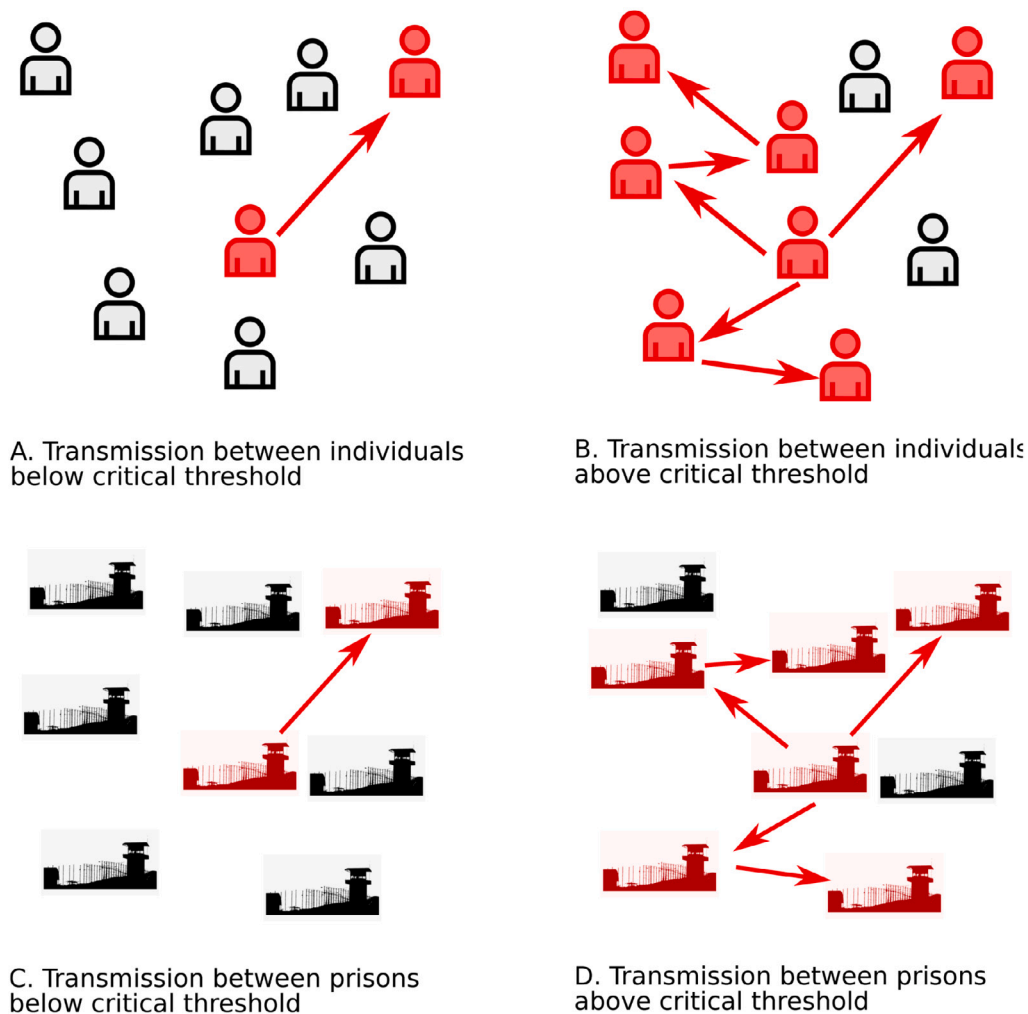 A. Transmission between individuals
below critical threshold
B. Transmission between individuals
above critical threshold
C. Transmission between prisons
below critical threshold
D. Transmission between prisons
above critical threshold